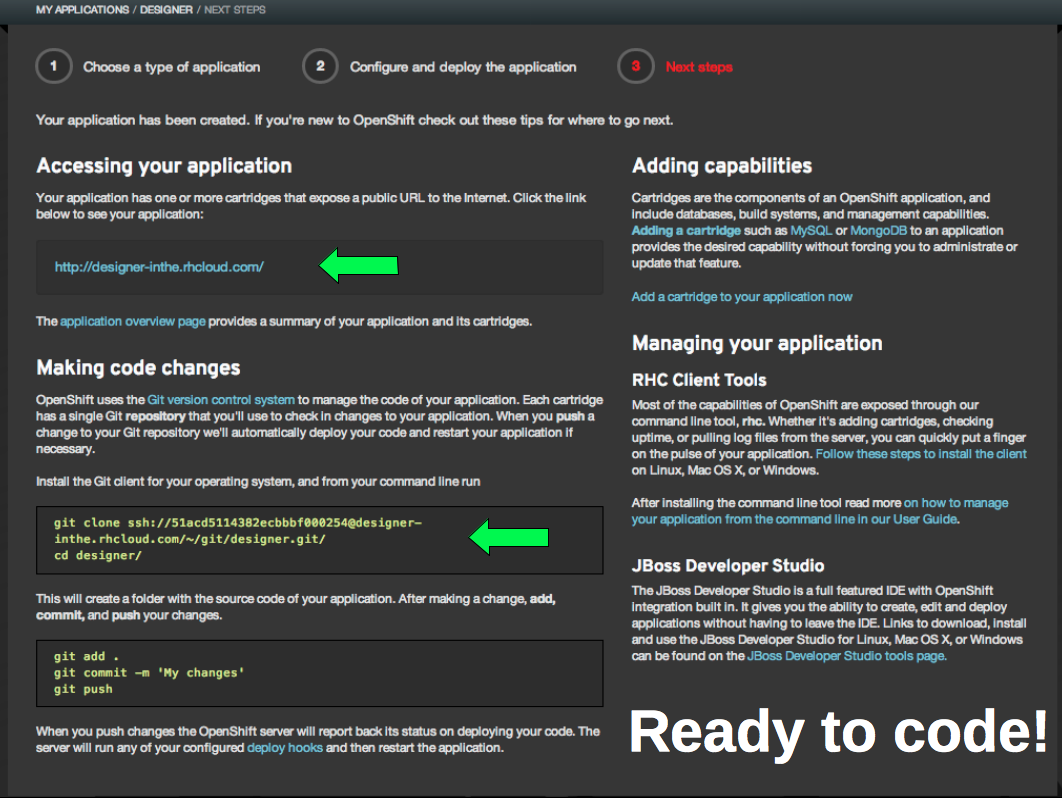 MY APPLICATIONS / DESIGNER / NEXT STEPS
1 Choose a type of application 2 Configure and deploy the application 3 Next steps
Your application has been created. If you're new to OpenShift check out these tips for where to go next.
Accessing your application
Your application has one or more cartridges that expose a public URL to the Internet. Click the link
below to see your application:
http://designer-inthe.rhcloud.com/
The application overview page provides a summary of your application and its cartridges.
Making code changes
OpenShift uses the Git version control system to manage the code of your application. Each cartridge
has a single Git repository that you'll use to check in changes to your application. When you push a
change to your Git repository we'll automatically deploy your code and restart your application if
necessary.
Install the Git client for your operating system, and from your command line run
git clone ssh://51acd5114382ecbbbf000254@designer-
inthe.rhcloud.com/~/git/designer.git/
cd designer/
This will create a folder with the source code of your application. After making a change, add,
commit, and push your changes.
git add .
git commit -m 'My changes'
git push
When you push changes the OpenShift server will report back its status on deploying your code. The
server will run any of your configured deploy hooks and then restart the application.
Adding capabilities
Cartridges are the components of an OpenShift application, and
include databases, build systems, and management capabilities.
Adding a cartridge such as MySQL or MongoDB to an application
provides the desired capability without forcing you to administrate or
update that feature.
Add a cartridge to your application now
Managing your application
RHC Client Tools
Most of the capabilities of OpenShift are exposed through our
command line tool, rhc. Whether it's adding cartridges, checking
uptime, or pulling log files from the server, you can quickly put a finger
on the pulse of your application. Follow these steps to install the client
on Linux, Mac OS X, or Windows.
After installing the command line tool read more on how to manage
your application from the command line in our User Guide.
JBoss Developer Studio
The JBoss Developer Studio is a full featured IDE with OpenShift
integration built in. It gives you the ability to create, edit and deploy
applications without having to leave the IDE. Links to download, install
and use the JBoss Developer Studio for Linux, Mac OS X, or Windows
can be found on the JBoss Developer Studio tools page.
Ready to code!